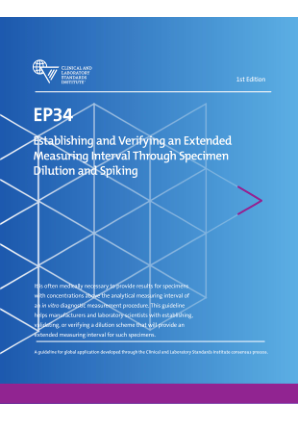 CLINICAL AND
LABORATORY
STANDARDS
INSTITUTE®
1st Edition
EP34
Establishing and Verifying an Extended
Measuring Interval Through Specimen
Dilution and Spiking
It is often medically necessary to provide results for specimens
with concentrations above the analytical measuring interval of
an in vitro diagnostic measurement procedure. This guideline
helps manufacturers and laboratory scientists with establishing,
validating, or verifying a dilution scheme that will provide an
extended measuring interval for such specimens.
A guideline for global application developed through the Clinical and Laboratory Standards Institute consensus process.